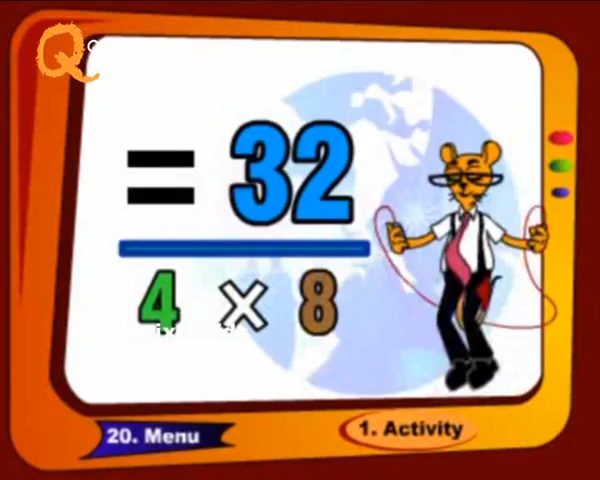 Q
= 32
4 × 8
20. Menu
1. Activity